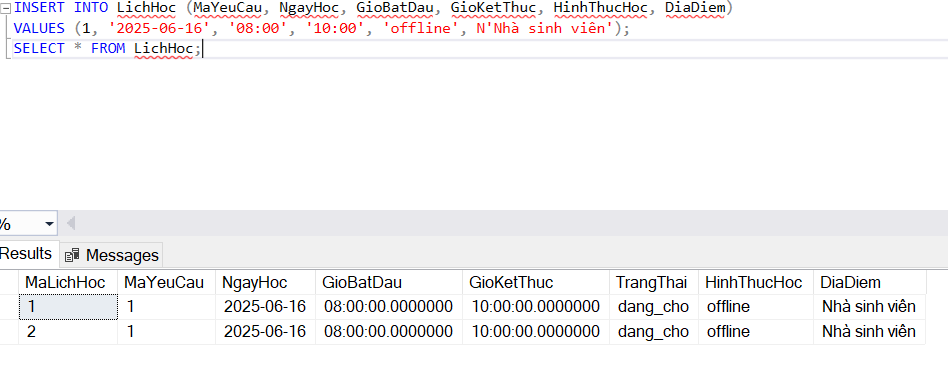 INSERT INTO LichHoc (MaYeuCau, NgayHoc, GioBatDau, GioKetThuc, HinhThucHoc, DiaDiem)
VALUES (1, '2025-06-16', '08:00', '10:00', 'offline', N'Nhà sinh viên');
SELECT * FROM LichHoc;
%
Results Messages
MaLichHoc MaYeuCau NgayHoc GioBatDau GioKetThuc TrangThai HinhThucHoc DiaDiem
1 1 2025-06-16 08:00:00.0000000 10:00:00.0000000 dang_cho offline Nhà sinh viên
2 1 2025-06-16 08:00:00.0000000 10:00:00.0000000 dang_cho offline Nhà sinh viên